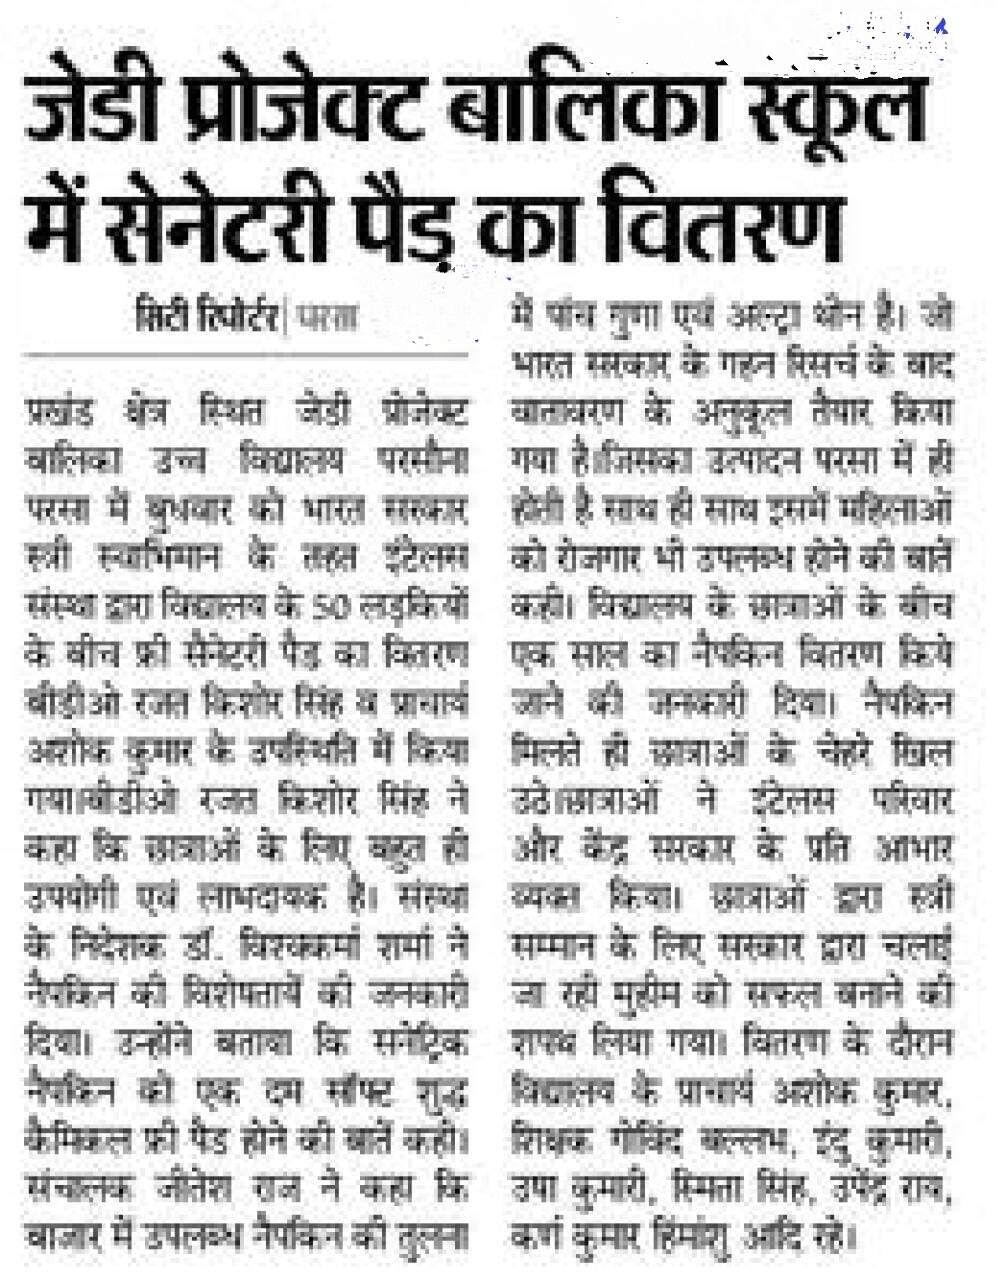 जेडी प्रोजेक्ट बालिका स्कूल
में सेनेटरी पैड़ का वितरण
सिटी रिपोर्टर| परसा
प्रखंड क्षेत्र स्थित जेडी प्रोजेक्ट
बालिका उच्च विद्यालय परसौना
परसा में बुधवार को भारत सरकार
स्त्री स्वाभिमान के तहत इंटेलस
संस्था द्वारा विद्यालय के 50 लड़कियों
के बीच फ्री सैनेटरी पैड का वितरण
बीडीओ रजत किशोर सिंह व प्राचार्य
अशोक कुमार के उपस्थिति में किया
गया।बीडीओ रजत किशोर सिंह ने
कहा कि छात्राओं के लिए बहुत ही
उपयोगी एवं लाभदायक है। संस्था
के निदेशक डॉ. विश्वकर्मा शर्मा ने
नैपकिन की विशेषतायें की जनकारी
दिया। उन्होंने बताया कि सनेट्रिक
नैपकिन को एक दम सॉफ्ट शुद्ध
कैमिकल फ्री पैड होने की बातें कही।
संचालक जीतेश राज ने कहा कि
बाजार में उपलब्ध नैपकिन की तुलना
में पांच गुणा एवं अल्ट्रा थीन है। जो
भारत सरकार के गहन रिसर्च के बाद
वातावरण के अनुकूल तैयार किया
गया है।जिसका उत्पादन परसा में ही
होती है साथ ही साथ इसमें महिलाओं
को रोजगार भी उपलब्ध होने की बातें
कही। विद्यालय के छात्राओं के बीच
एक साल का नैपकिन वितरण किये
जाने की जनकारी दिया। नैपकिन
मिलते ही छात्राओं के चेहरे खिल
उठे।छात्राओं ने इंटेलस परिवार
और केंद्र सरकार के प्रति आभार
व्यक्त किया। छात्राओं द्वारा स्त्री
सम्मान के लिए सरकार द्वारा चलाई
जा रही मुहीम को सफल बनाने की
शपथ लिया गया। वितरण के दौरान
विद्यालय के प्राचार्य अशोक कुमार,
शिक्षक गोविंद बल्लभ, इंदु कुमारी,
उषा कुमारी, स्मिता सिंह, उपेंद्र राय,
कर्ण कुमार हिमांशु आदि रहे।